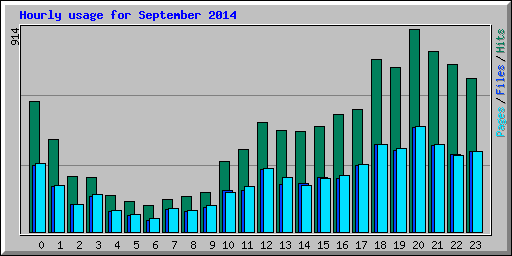 Hourly usage for September 2014
914
Pages/Files/Hits
0 1 2 3 4 5 6 7 8 9 10 11 12 13 14 15 16 17 18 19 20 21 22 23